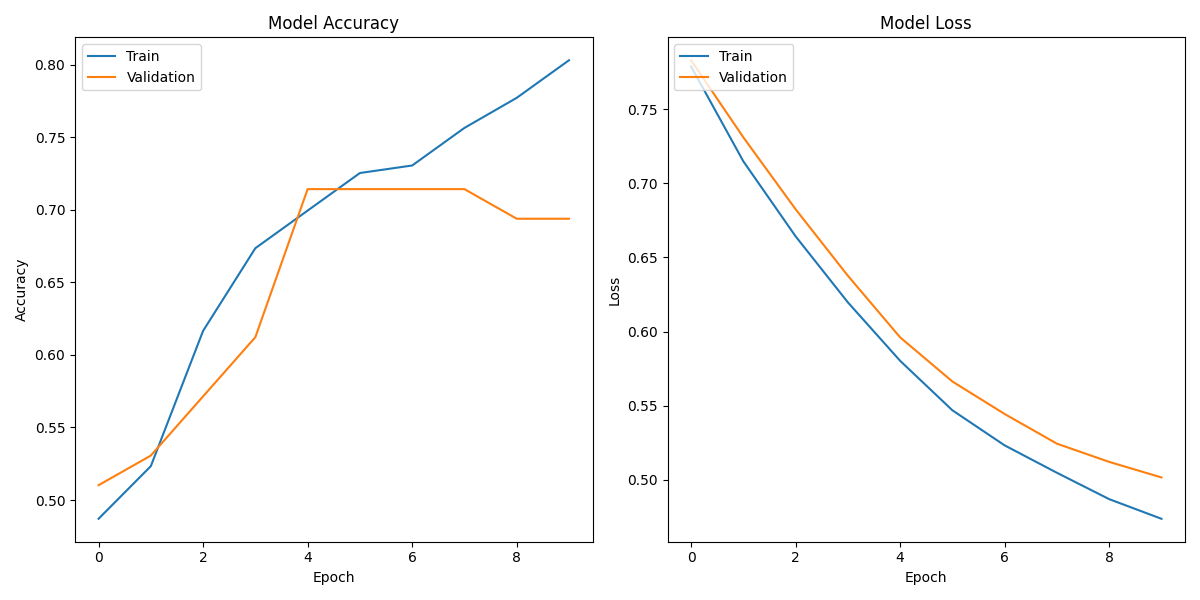 Model Accuracy
Train
Validation
0.80
0.75
0.70
0.65
0.60
0.55
0.50
Accuracy
0
2
4
6
8
Epoch
Model Loss
Train
Validation
0.75
0.70
0.65
0.60
0.55
0.50
Loss
0
2
4
6
8
Epoch